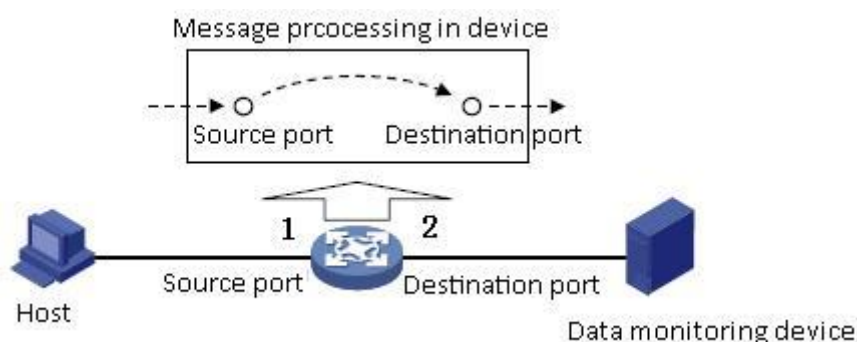 Message prcocessing in device
Source port
Destination port
1
2
Source port
Destination port
Host
Data monitoring device